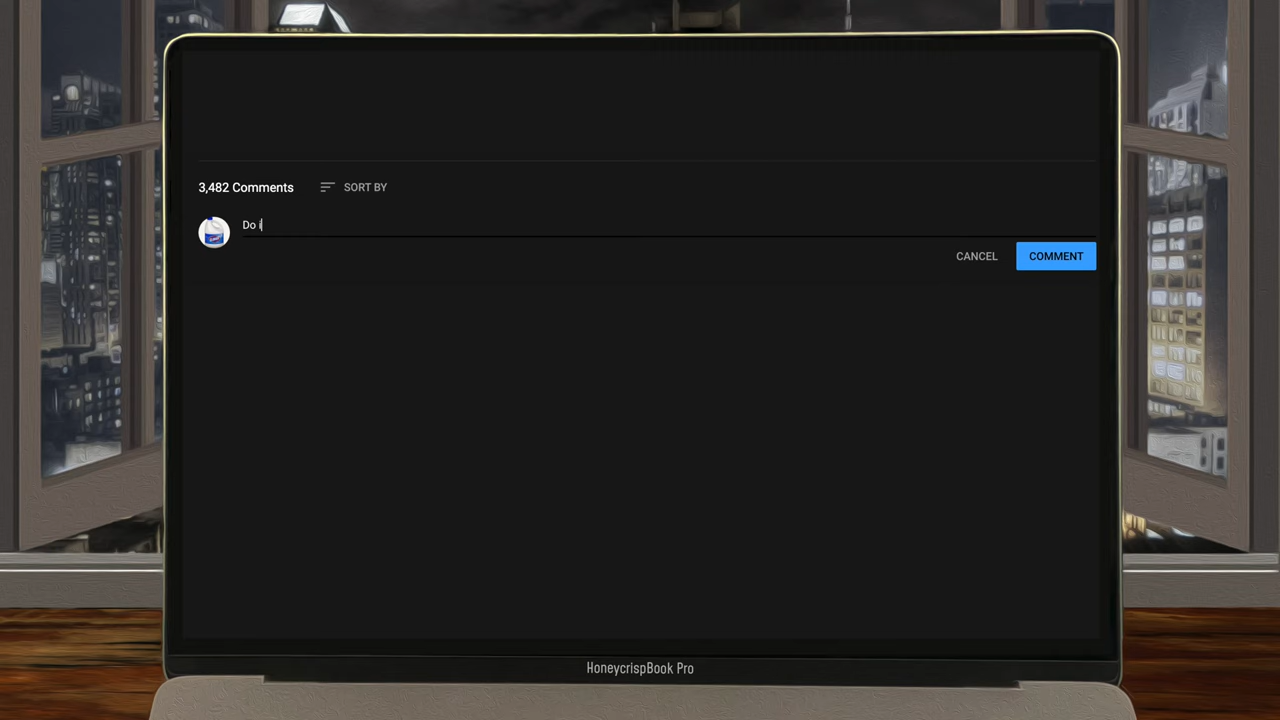 3,482 Comments
SORT BY
Do i
CANCEL
COMMENT
HoneycrispBook Pro